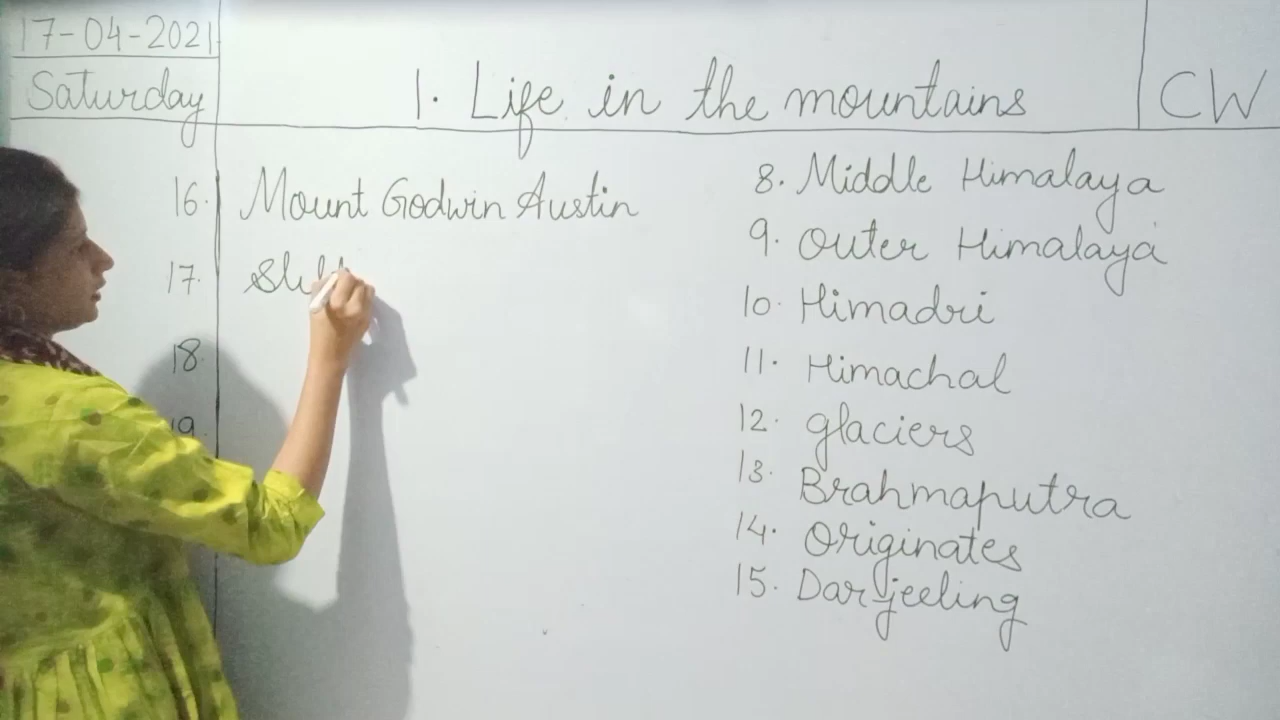 17-04-2021
Saturday
1. Life in the mountains
CW
16. Mount Godwin Austin
17.
18.
19.
8. Middle Himalaya
9. Outer Himalaya
10. Himadri
11. Himachal
12. glaciers
13. Brahmaputra
14. Originates
15. Darjeeling